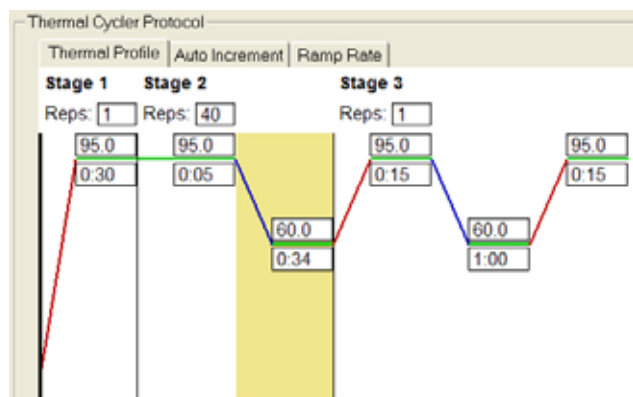 Thermal Cycler Protocol
Thermal Profile Auto Increment Ramp Rate
Stage 1 Stage 2 Stage 3
Reps: 1 Reps: 40 Reps: 1
95.0 95.0 95.0 95.0
0:30 0:05 0:15 0:15
60.0 60.0
0:34 1:00